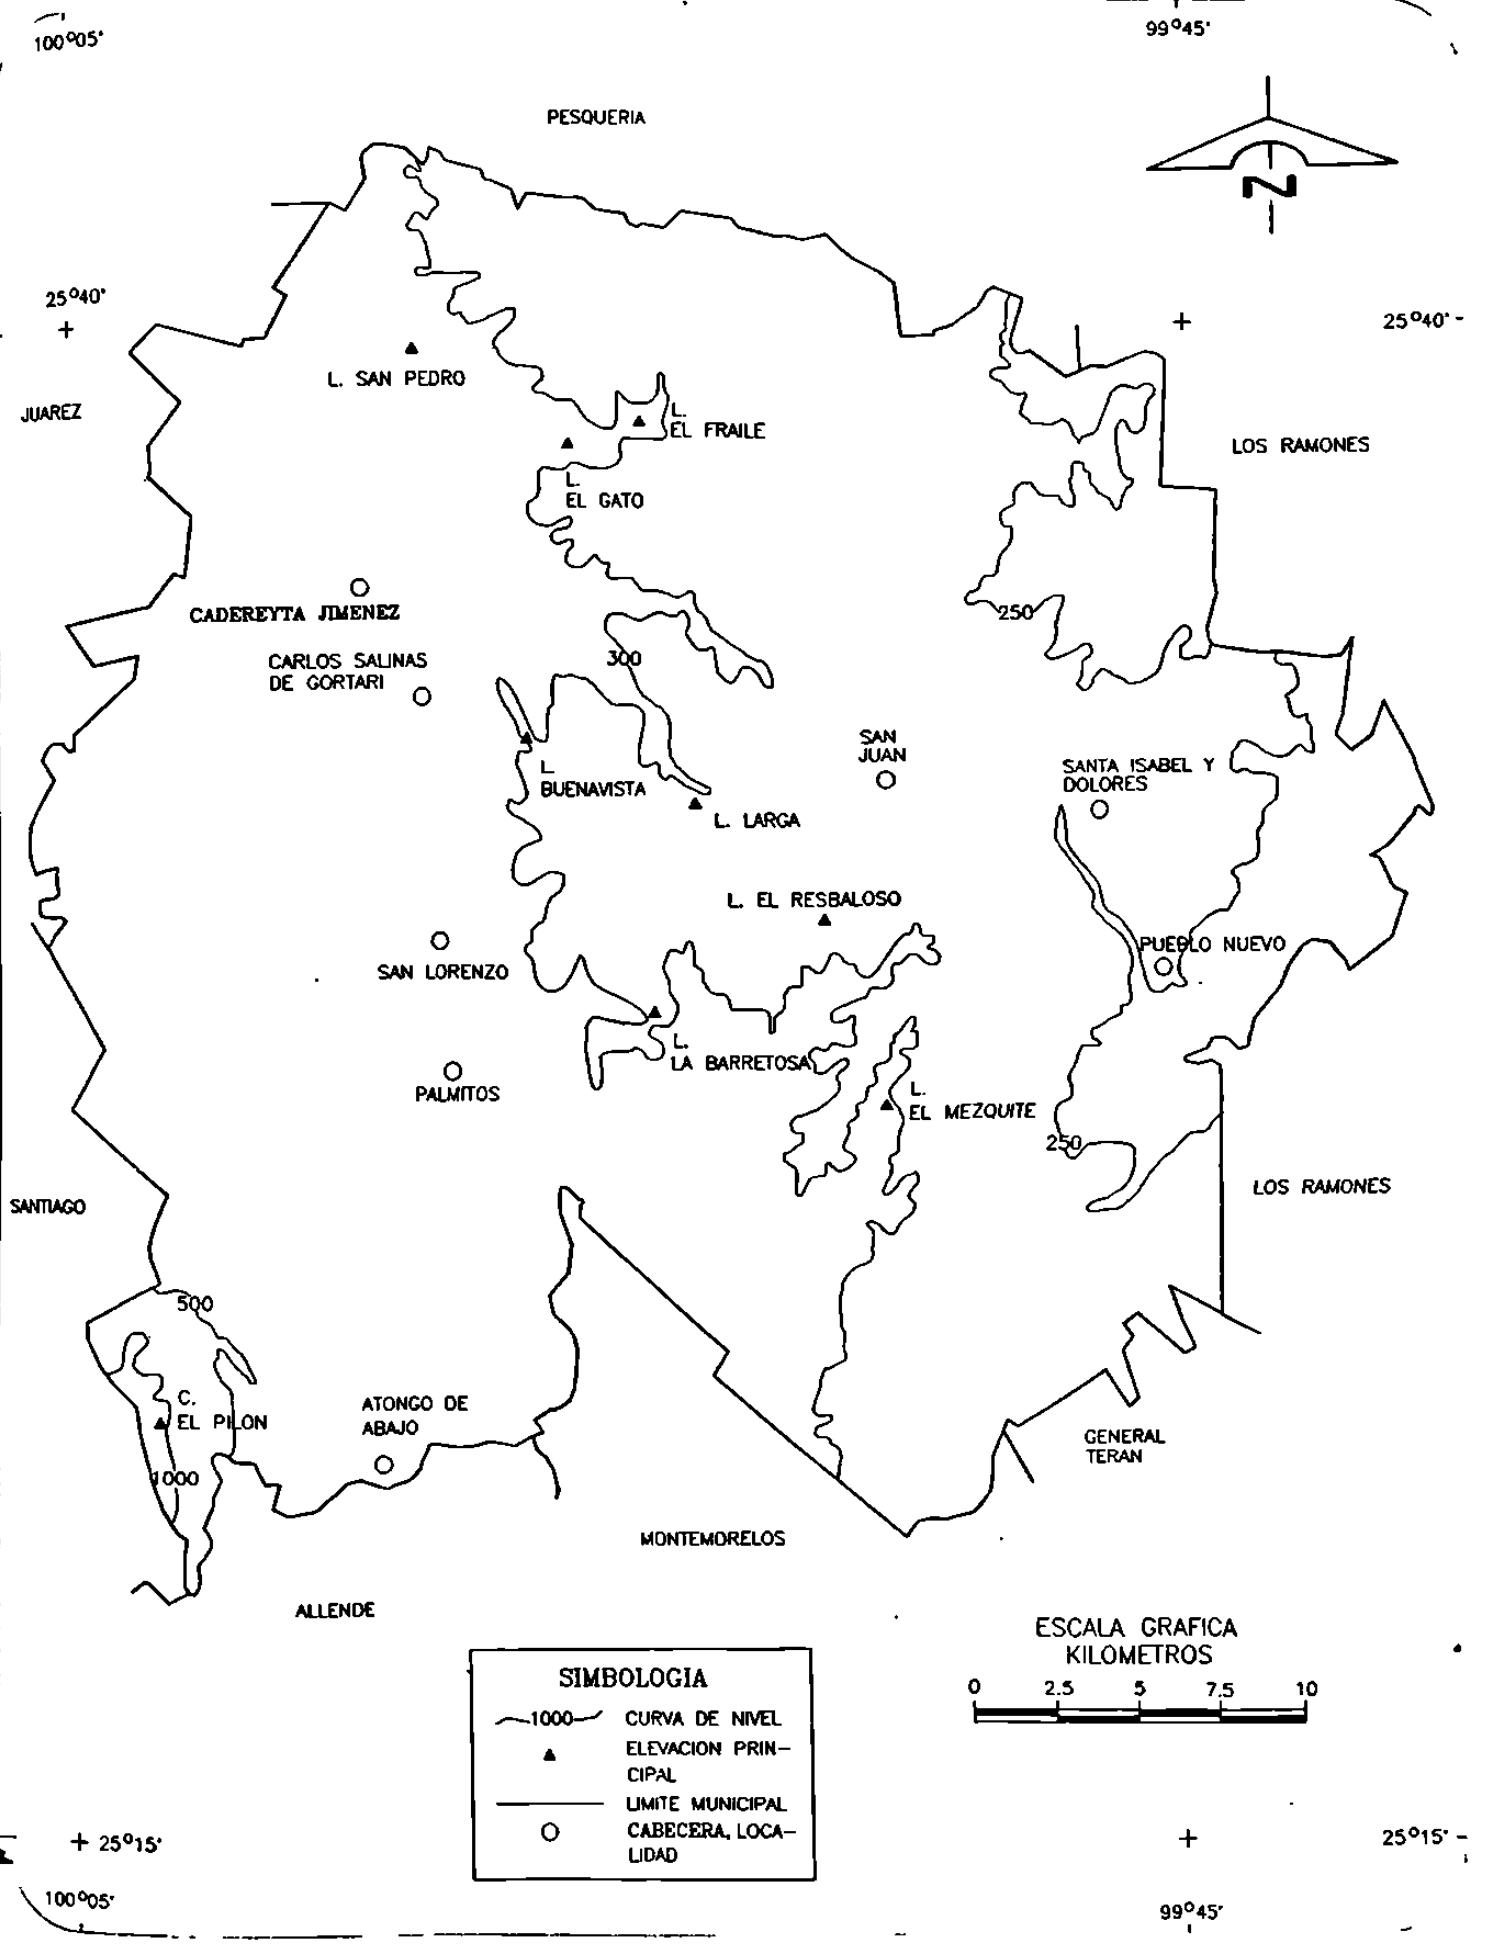 100°05'
99°45'
PESQUERIA
N
25°40'
25°40'
L. SAN PEDRO
JUAREZ
L.
EL FRAILE
LOS RAMONES
L.
EL GATO
CADEREYTA JIMENEZ
250
CARLOS SALINAS
DE GORTARI
300
SAN
JUAN
SANTA ISABEL Y
DOLORES
L.
BUENAVISTA
L. LARGA
L. EL RESBALOSO
PUEBLO NUEVO
SAN LORENZO
L.
LA BARRETOSA
PALMITOS
L.
EL MEZQUITE
250
LOS RAMONES
SANTIAGO
500
C.
EL PILON
ATONGO DE
ABAJO
GENERAL
TERAN
1000
MONTEMORELOS
ALLENDE
ESCALA GRAFICA
KILOMETROS
0 2.5 5 7.5 10
SIMBOLOGIA
1000 CURVA DE NIVEL
ELEVACION PRIN-
CIPAL
LIMITE MUNICIPAL
CABECERA, LOCA-
LIDAD
25°15'
25°15'
100°05'
99°45'